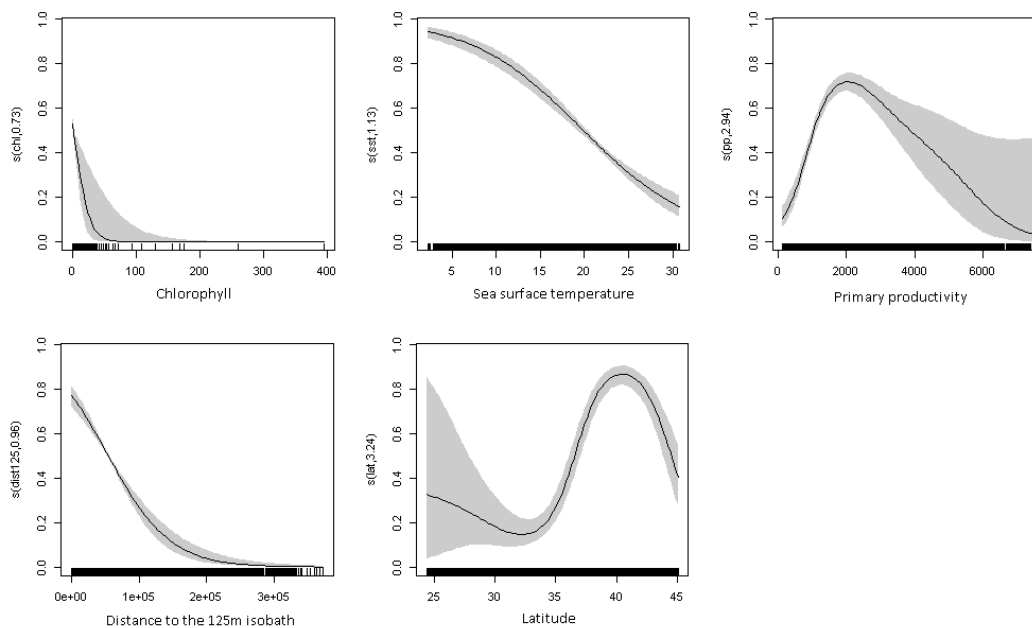 s(chl,0.73)
0.0 0.2 0.4 0.6 0.8 1.0
0 100 200 300 400
Chlorophyll
s(sst,1.13)
0.0 0.2 0.4 0.6 0.8 1.0
5 10 15 20 25 30
Sea surface temperature
s(pp,2.94)
0.0 0.2 0.4 0.6 0.8 1.0
0 2000 4000 6000
Primary productivity
s(dist125,0.96)
0.0 0.2 0.4 0.6 0.8 1.0
0e+00 1e+05 2e+05 3e+05
Distance to the 125m isobath
s(lat,3.24)
0.0 0.2 0.4 0.6 0.8 1.0
25 30 35 40 45
Latitude